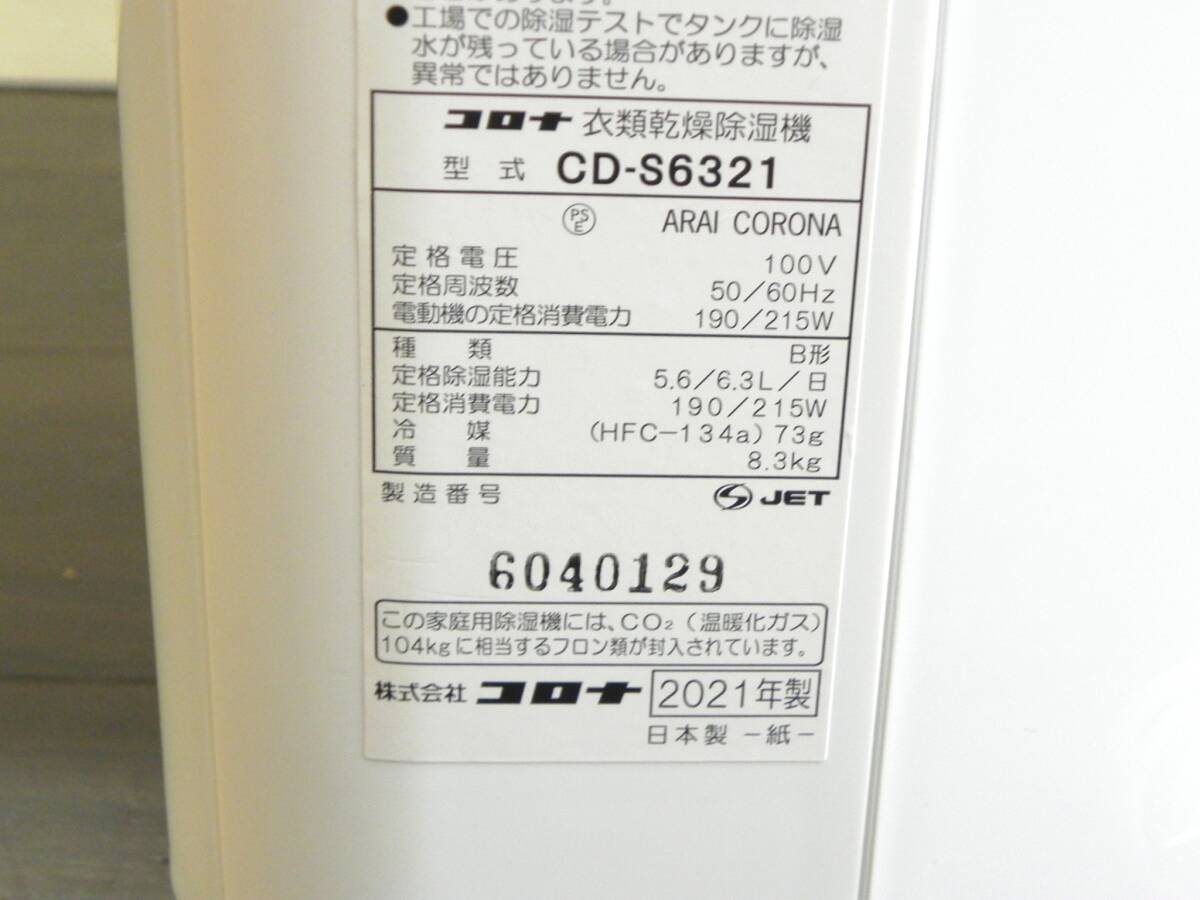 ●工場での除湿テストでタンクに除湿
水が残っている場合がありますが、
異常ではありません。
コロナ 衣類乾燥除湿機
型式 CD-S6321
PSE ARAI CORONA
定格電圧 100V
定格周波数 50/60Hz
電動機の定格消費電力 190/215W
種類 B形
定格除湿能力 5.6/6.3L/日
定格消費電力 190/215W
冷媒 (HFC-134a) 73g
質量 8.3kg
製造番号 JET
6040129
この家庭用除湿機には、CO₂(温暖化ガス)
104kgに相当するフロン類が封入されています。
株式会社 コロナ 2021年製
日本製 -紙-